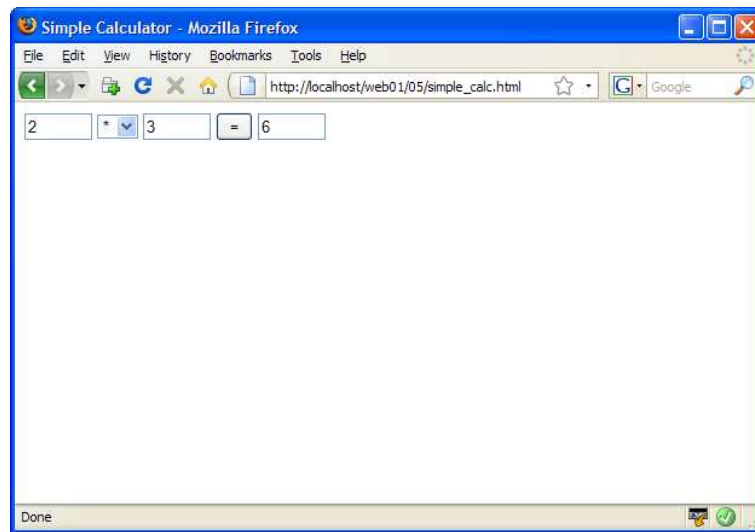 Simple Calculator - Mozilla Firefox
File Edit View History Bookmarks Tools Help
http://localhost/web01/05/simple_calc.html G Google
2 * 3 = 6
Done